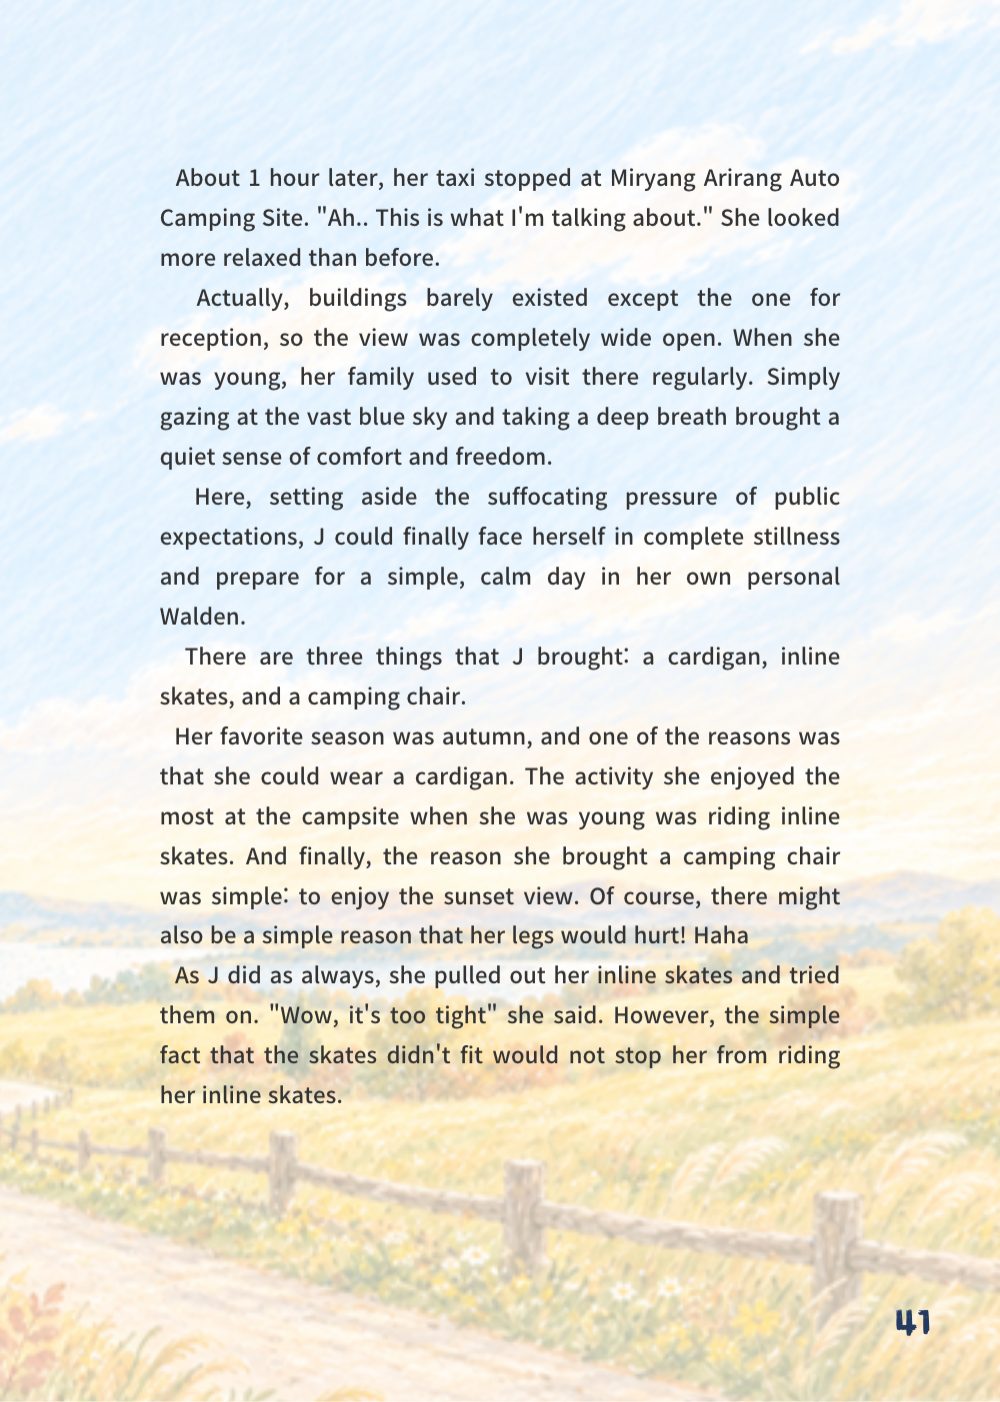 About 1 hour later, her taxi stopped at Miryang Arirang Auto
Camping Site. "Ah.. This is what I'm talking about." She looked
more relaxed than before.
Actually, buildings barely existed except the one for
reception, so the view was completely wide open. When she
was young, her family used to visit there regularly. Simply
gazing at the vast blue sky and taking a deep breath brought a
quiet sense of comfort and freedom.
Here, setting aside the suffocating pressure of public
expectations, J could finally face herself in complete stillness
and prepare for a simple, calm day in her own personal
Walden.
There are three things that J brought: a cardigan, inline
skates, and a camping chair.
Her favorite season was autumn, and one of the reasons was
that she could wear a cardigan. The activity she enjoyed the
most at the campsite when she was young was riding inline
skates. And finally, the reason she brought a camping chair
was simple: to enjoy the sunset view. Of course, there might
also be a simple reason that her legs would hurt! Haha
As J did as always, she pulled out her inline skates and tried
them on. "Wow, it's too tight" she said. However, the simple
fact that the skates didn't fit would not stop her from riding
her inline skates.
41